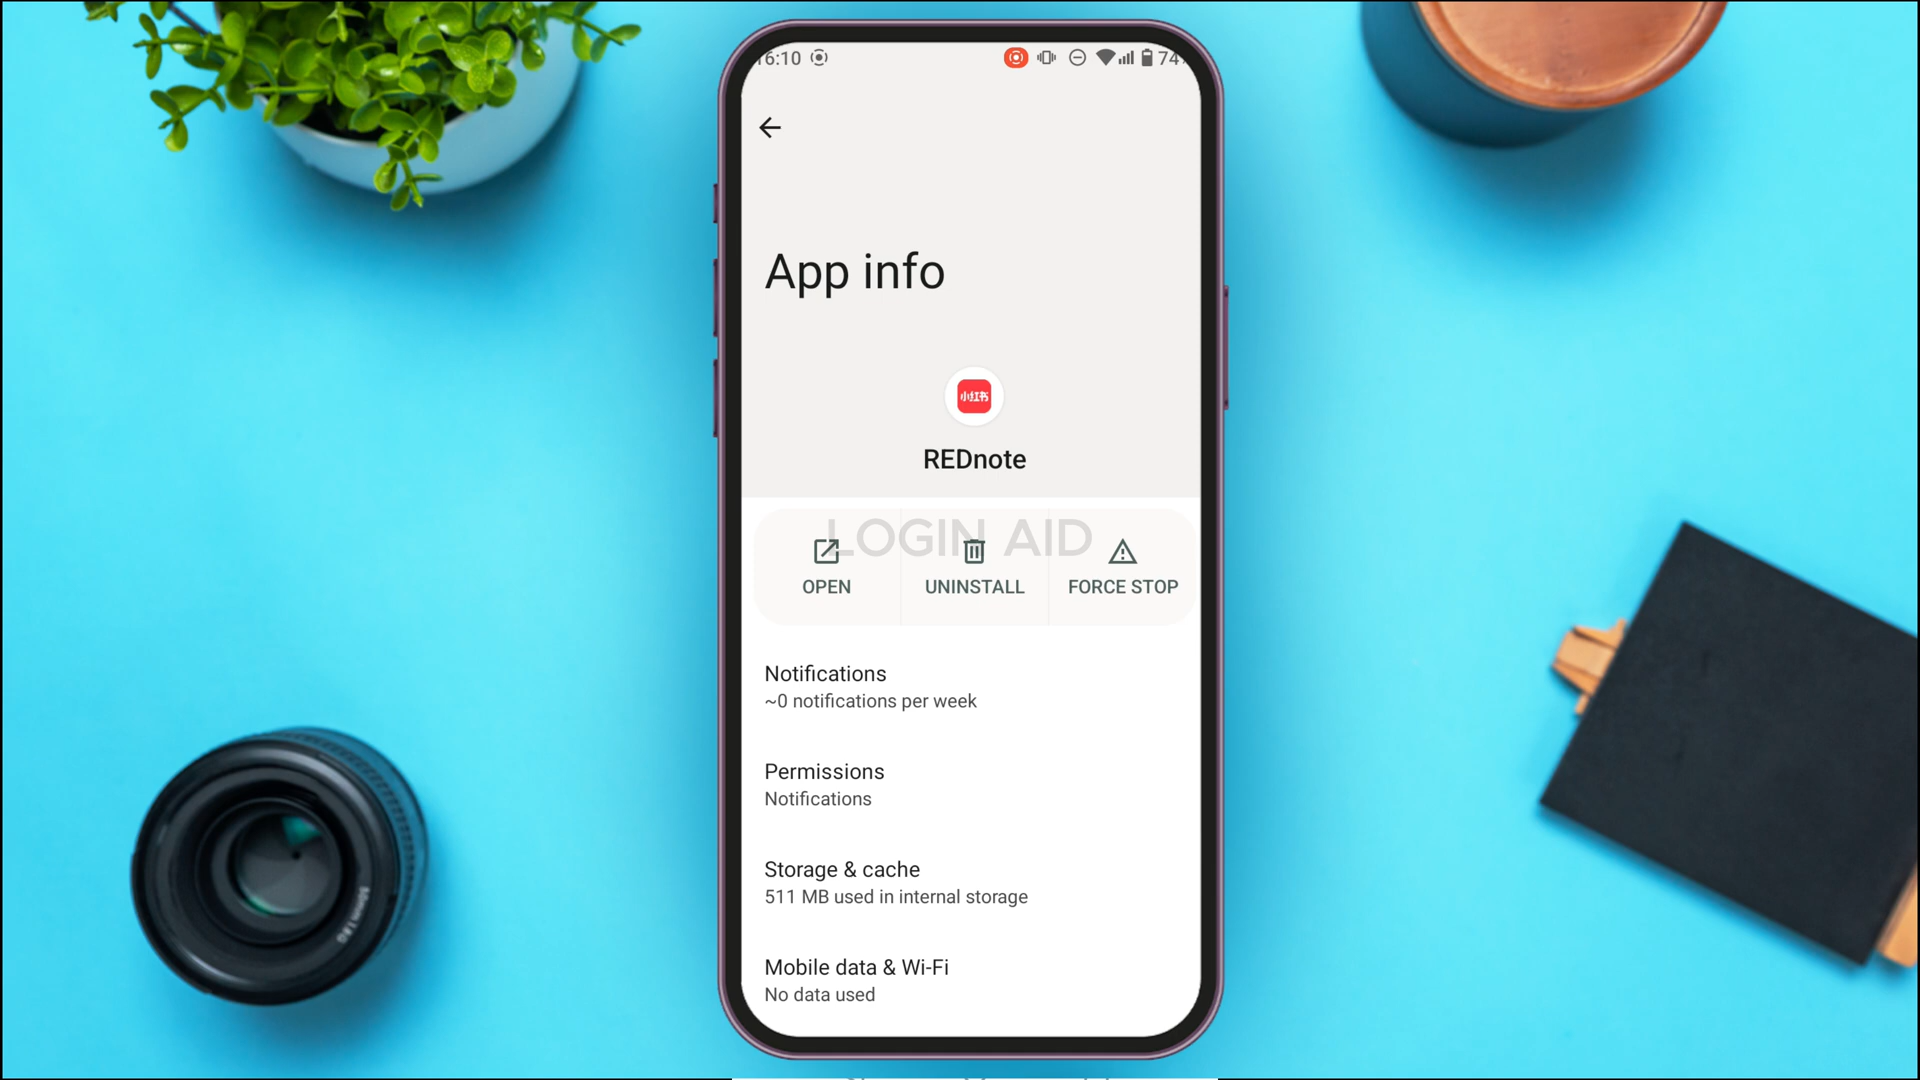 16:10
74
App info
小红书
REDnote
LOGIN AID
OPEN
UNINSTALL
FORCE STOP
Notifications
~0 notifications per week
Permissions
Notifications
Storage & cache
511 MB used in internal storage
Mobile data & Wi-Fi
No data used